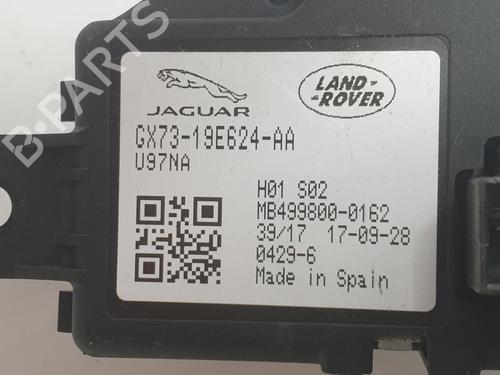 JAGUAR
LAND-
-ROVER
GX73-19E624-AA
U97NA
H01 S02
MB499800-0162
39/17 17-09-28
0429-6
Made in Spain